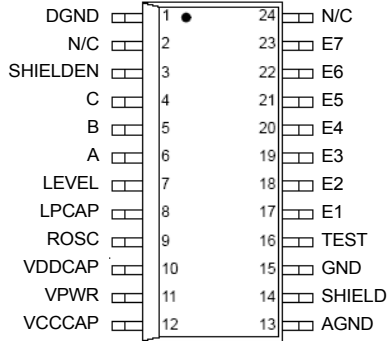 DGND 1 24 N/C
N/C 2 23 E7
SHIELDEN 3 22 E6
C 4 21 E5
B 5 20 E4
A 6 19 E3
LEVEL 7 18 E2
LPCAP 8 17 E1
ROSC 9 16 TEST
VDDCAP 10 15 GND
VPWR 11 14 SHIELD
VCCCAP 12 13 AGND